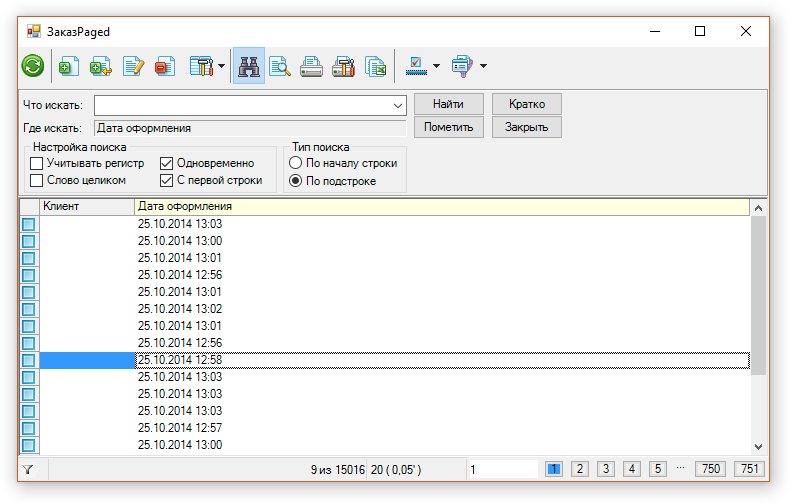 ЗаказPaged
Что искать:
Найти Кратко
Где искать: Дата оформления
Пометить Закрыть
Настройка поиска Тип поиска
Учитывать регистр Одновременно По началу строки
Слово целиком С первой строки По подстроке
Клиент Дата оформления
25.10.2014 13:03
25.10.2014 13:00
25.10.2014 13:01
25.10.2014 12:56
25.10.2014 13:01
25.10.2014 13:02
25.10.2014 13:01
25.10.2014 12:56
25.10.2014 12:58
25.10.2014 13:03
25.10.2014 13:03
25.10.2014 13:03
25.10.2014 12:57
25.10.2014 13:00
9 из 15016 20 ( 0,05' ) 1 1 2 3 4 5 ... 750 751